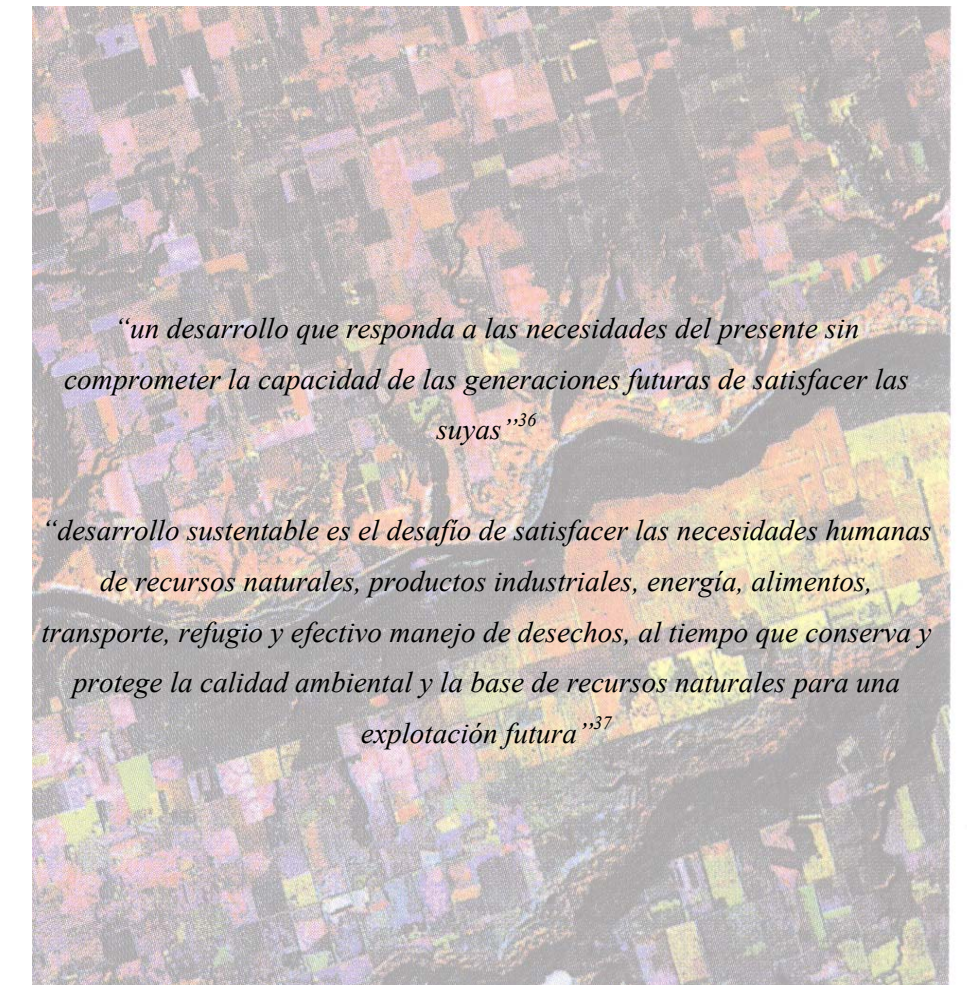 “un desarrollo que responda a las necesidades del presente sin
comprometer la capacidad de las generaciones futuras de satisfacer las
suyas”36
“desarrollo sustentable es el desafío de satisfacer las necesidades humanas
de recursos naturales, productos industriales, energía, alimentos,
transporte, refugio y efectivo manejo de desechos, al tiempo que conserva y
protege la calidad ambiental y la base de recursos naturales para una
explotación futura”37